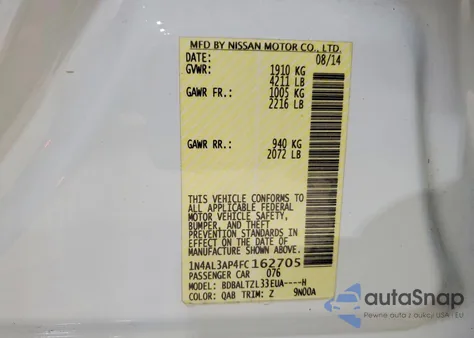 MFD BY NISSAN MOTOR CO., LTD.
DATE: 08/14
GVWR: 1910 KG
4211 LB
GAWR FR.: 1005 KG
2216 LB
GAWR RR.: 940 KG
2072 LB
THIS VEHICLE CONFORMS TO
ALL APPLICABLE FEDERAL
MOTOR VEHICLE SAFETY,
BUMPER, AND THEFT
PREVENTION STANDARDS IN
EFFECT ON THE DATE OF
MANUFACTURE SHOWN ABOVE.
1N4AL3AP4FC162705
PASSENGER CAR 076
MODEL: BDBALTZL33EUA----H
COLOR: QAB TRIM: Z 9N00A
autoSnap
Pewne auta z aukcji USA i EU